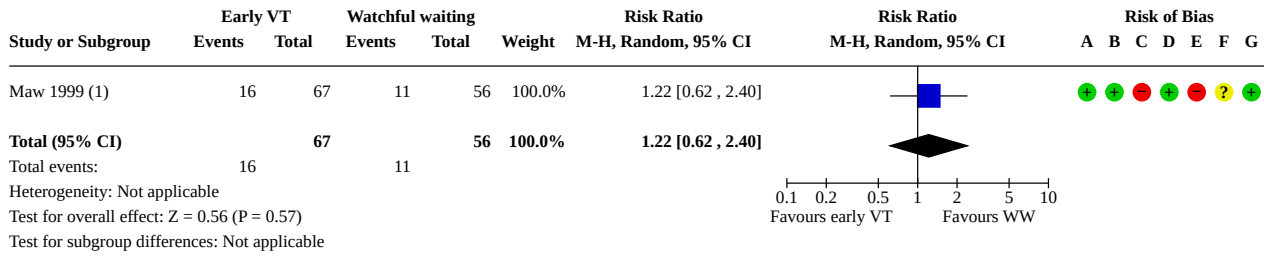 Early VT Watchful waiting Risk Ratio Risk Ratio Risk of Bias
Study or Subgroup Events Total Events Total Weight M-H, Random, 95% CI M-H, Random, 95% CI A B C D E F G
Maw 1999 (1) 16 67 11 56 100.0% 1.22 [0.62 , 2.40] + + − + − ? +
Total (95% CI) 67 56 100.0% 1.22 [0.62 , 2.40]
Total events: 16 11
Heterogeneity: Not applicable
0.1 0.2 0.5 1 2 5 10
Test for overall effect: Z = 0.56 (P = 0.57) Favours early VT Favours WW
Test for subgroup differences: Not applicable